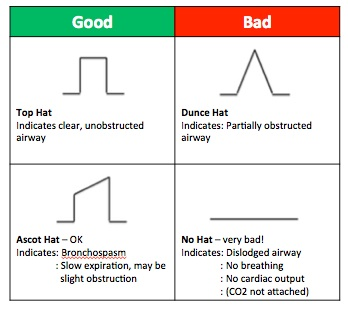 Good
Bad
Top Hat
Indicates clear, unobstructed
airway
Dunce Hat
Indicates: Partially obstructed
airway
Ascot Hat – OK
Indicates: Bronchospasm
: Slow expiration, may be
slight obstruction
No Hat – very bad!
Indicates: Dislodged airway
: No breathing
: No cardiac output
: (CO2 not attached)